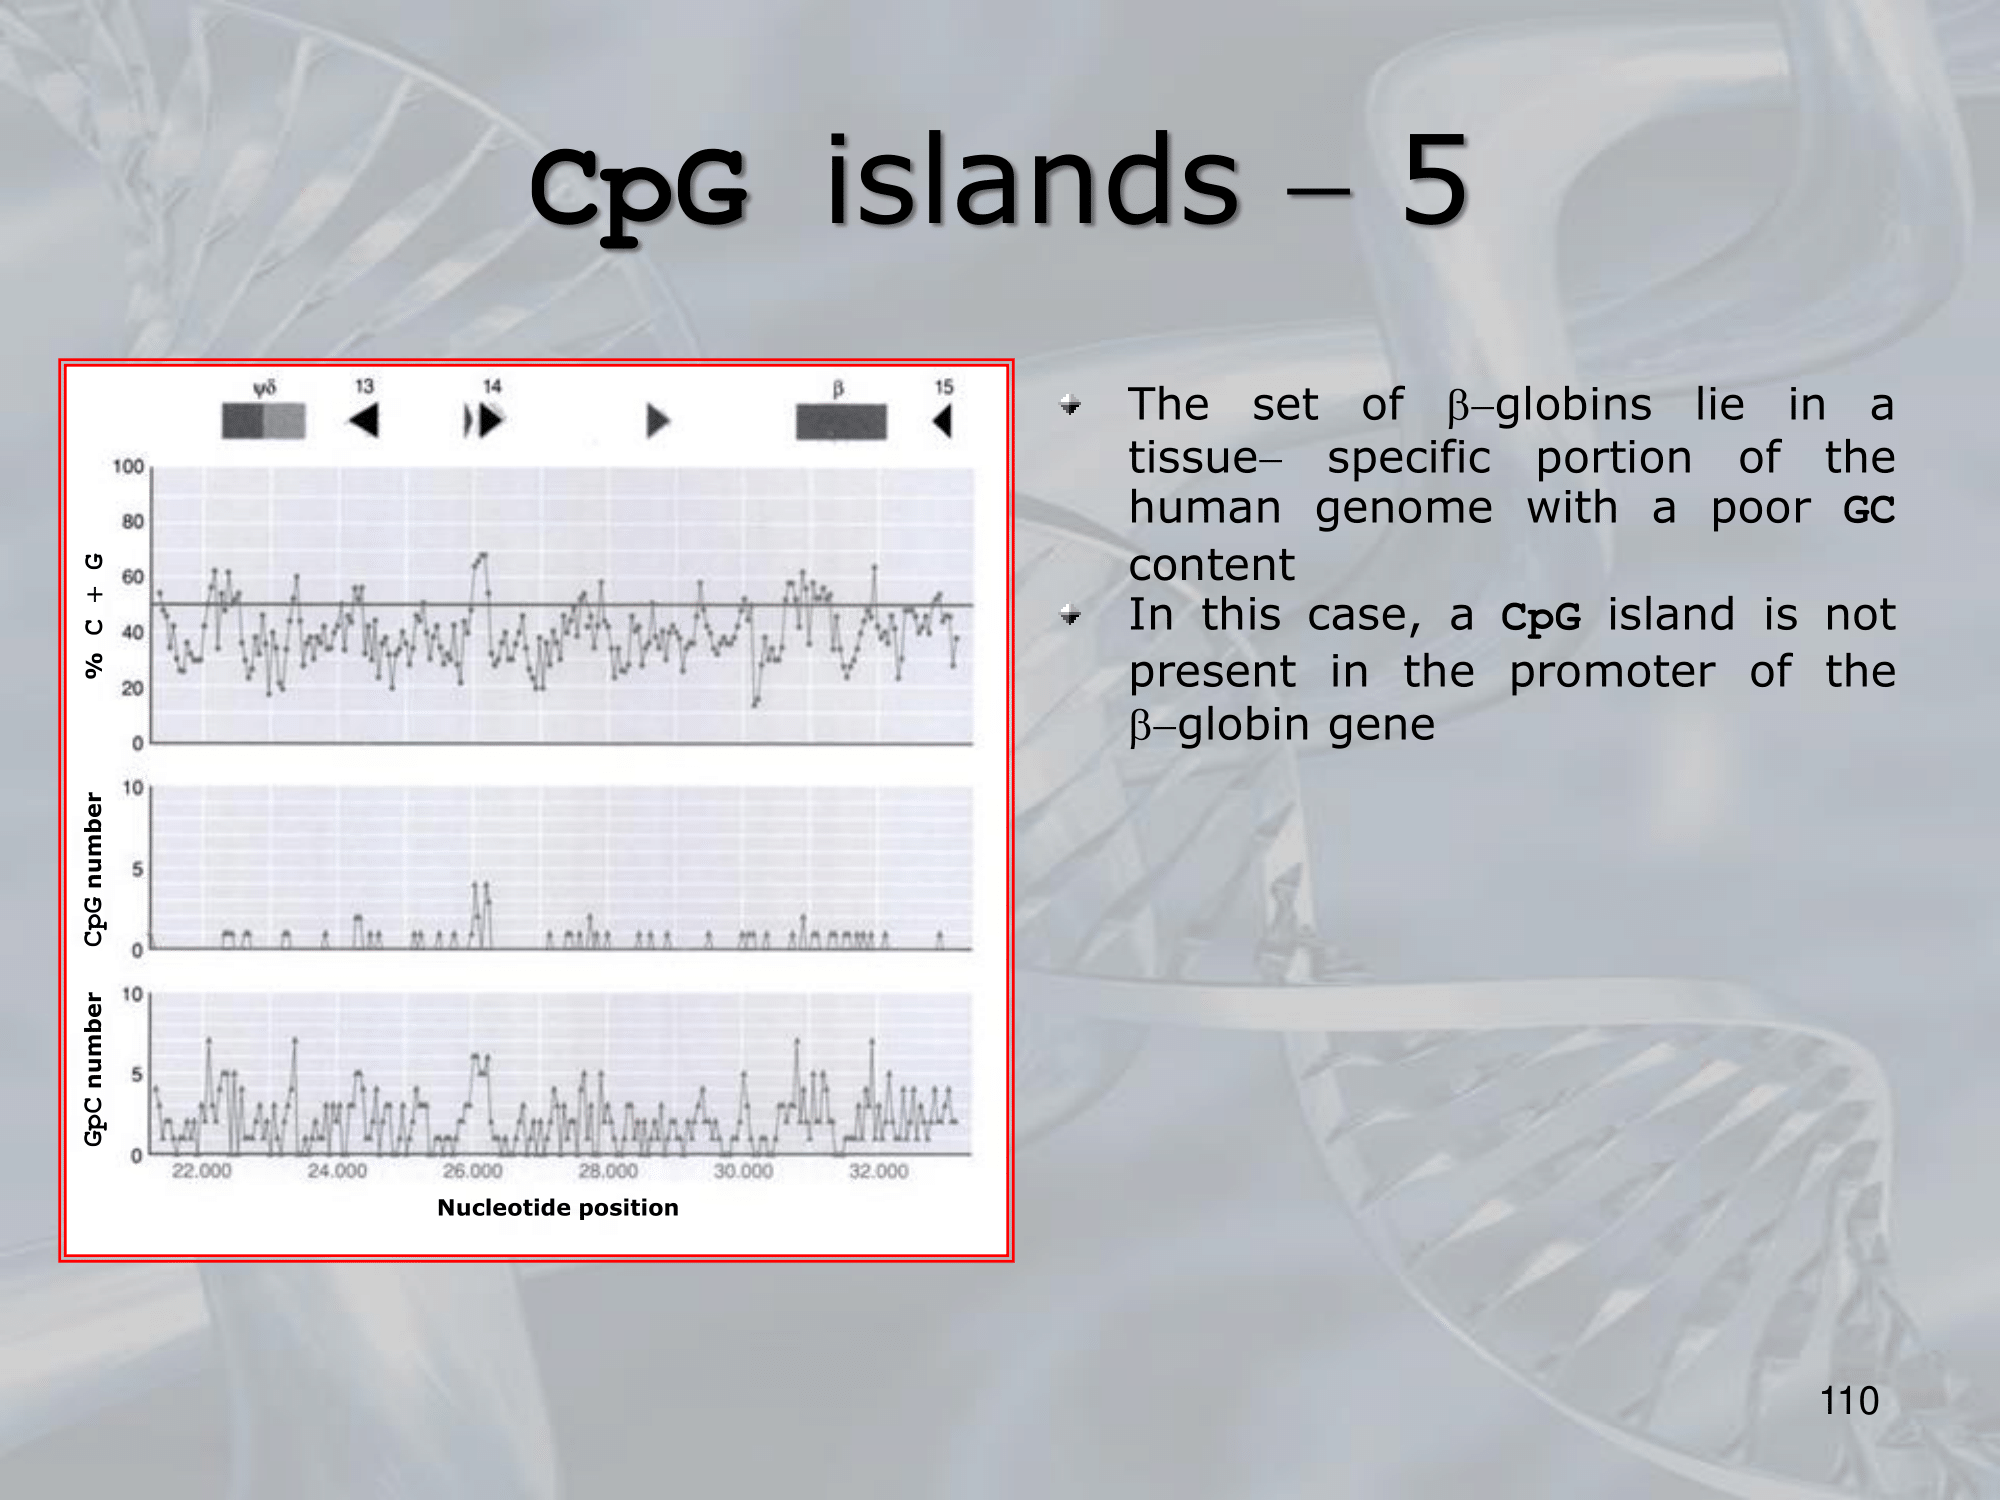 CpG islands – 5
ψδ 13 14 β 15
100
80
60
40
20
0
% C + G
10
5
0
CpG number
10
5
0
GpC number
22.000 24.000 26.000 28.000 30.000 32.000
Nucleotide position
The set of β–globins lie in a
tissue– specific portion of the
human genome with a poor GC
content
In this case, a CpG island is not
present in the promoter of the
β–globin gene
110